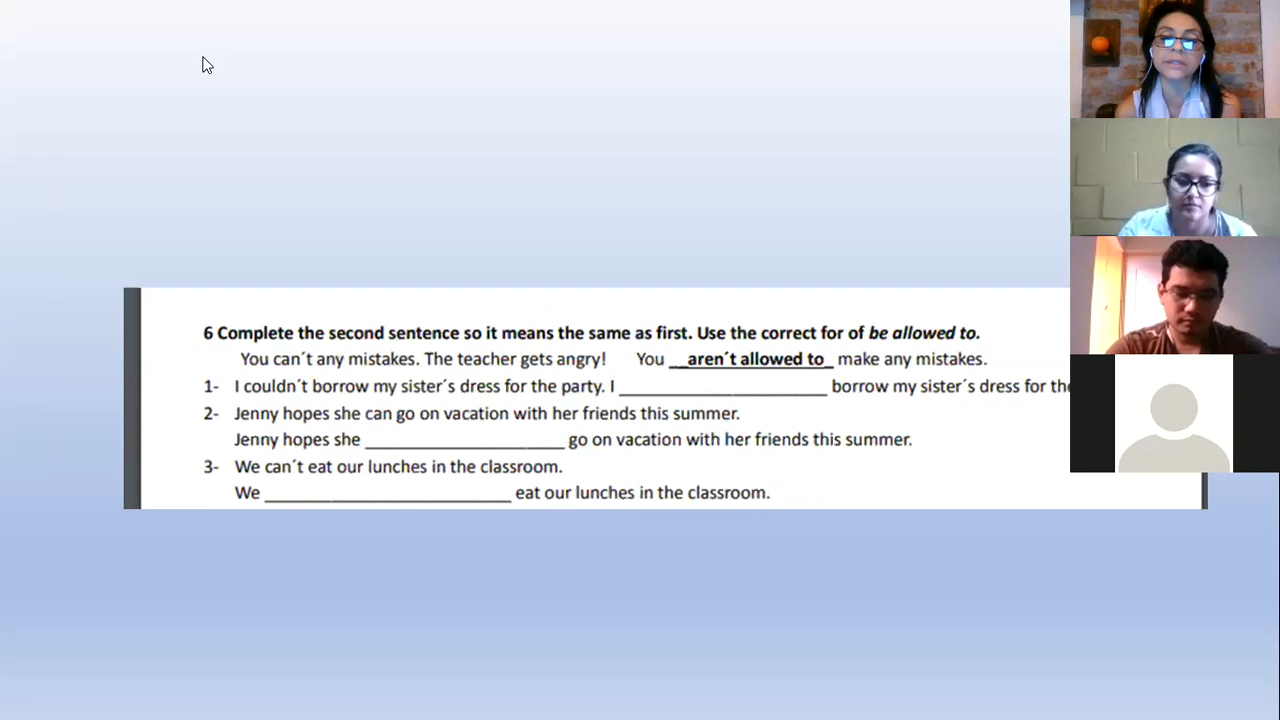 6 Complete the second sentence so it means the same as first. Use the correct for of be allowed to.
You can´t any mistakes. The teacher gets angry! You __aren´t allowed to_ make any mistakes.
1- I couldn´t borrow my sister´s dress for the party. I ______________________ borrow my sister´s dress for the
2- Jenny hopes she can go on vacation with her friends this summer.
Jenny hopes she _____________________ go on vacation with her friends this summer.
3- We can´t eat our lunches in the classroom.
We __________________________ eat our lunches in the classroom.